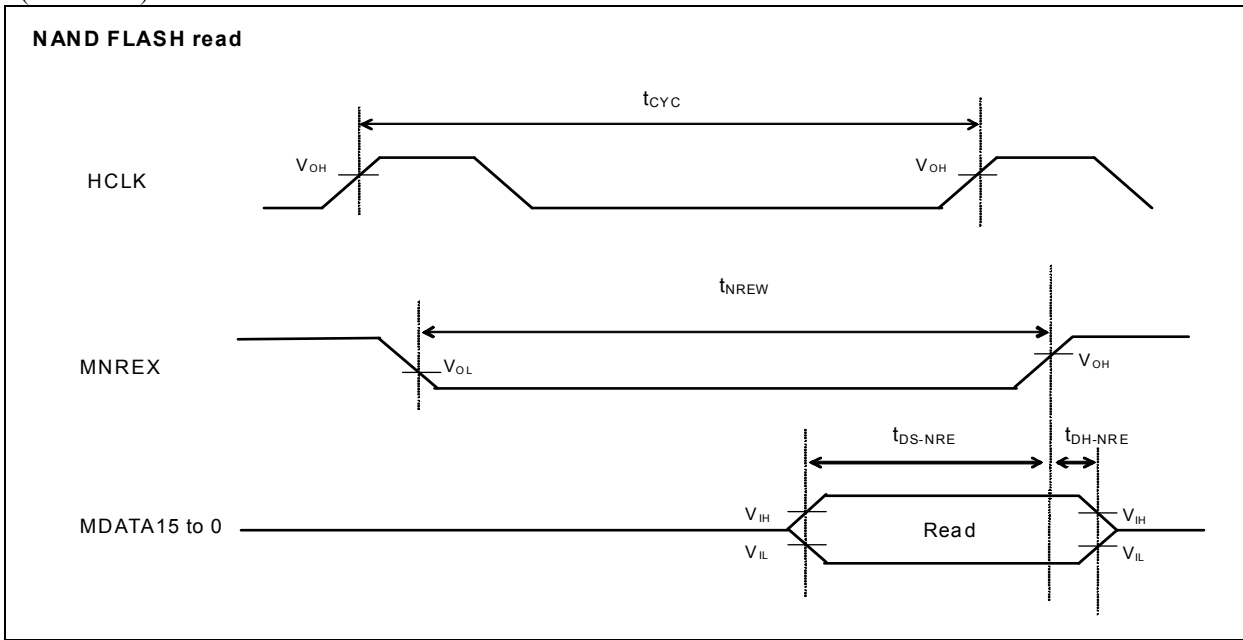 NAND FLASH read
tCYC
VOH
VOH
HCLK
tNREW
MNREX
VOL
VOH
tDS-NRE
tDH-NRE
MDATA15 to 0
VIH
VIL
Read
VIH
VIL